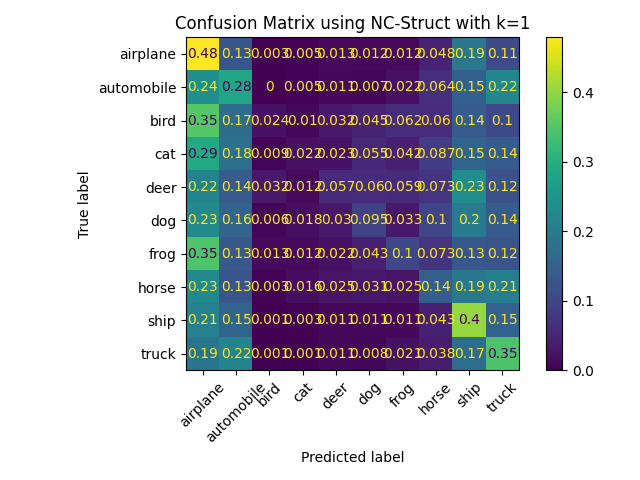 Confusion Matrix using NC-Struct with k=1
airplane 0.48 0.13 0.003 0.005 0.013 0.012 0.012 0.048 0.19 0.11
automobile 0.24 0.28 0 0.005 0.011 0.007 0.022 0.064 0.15 0.22
bird 0.35 0.17 0.024 0.01 0.032 0.045 0.062 0.06 0.14 0.1
cat 0.29 0.18 0.009 0.022 0.023 0.055 0.042 0.087 0.15 0.14
deer 0.22 0.14 0.032 0.012 0.057 0.06 0.059 0.073 0.23 0.12
dog 0.23 0.16 0.006 0.018 0.03 0.095 0.033 0.1 0.2 0.14
frog 0.35 0.13 0.013 0.012 0.022 0.043 0.1 0.073 0.13 0.12
horse 0.23 0.13 0.003 0.016 0.025 0.031 0.025 0.14 0.19 0.21
ship 0.21 0.15 0.001 0.003 0.011 0.011 0.011 0.043 0.4 0.15
truck 0.19 0.22 0.001 0.001 0.011 0.008 0.021 0.038 0.17 0.35
True label
airplane automobile bird cat deer dog frog horse ship truck
Predicted label
0.4
0.3
0.2
0.1
0.0